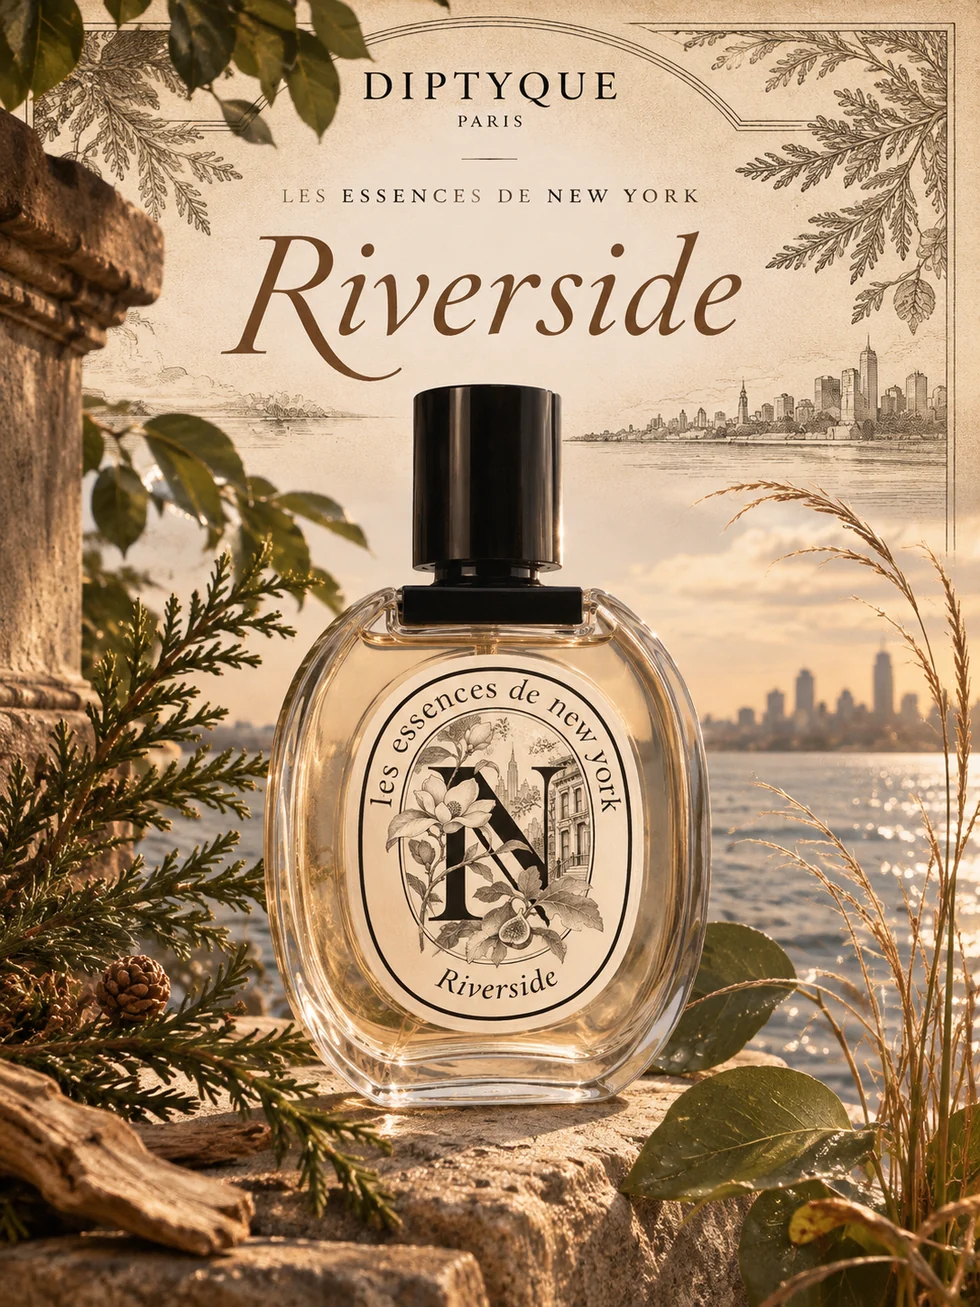 DIPTYQUE
PARIS
LES ESSENCES DE NEW YORK
Riverside
les essences de new york
N
Riverside